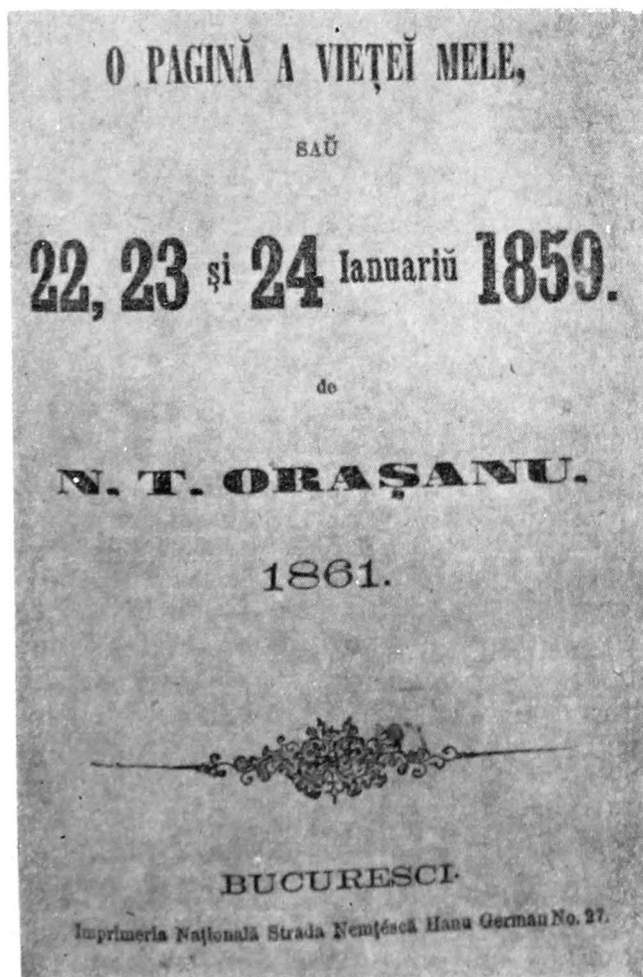 O PAGINĂ A VIEȚEĬ MELE,
SAŬ
22, 23 și 24 Ianuariŭ 1859.
de
N. T. ORAȘANU.
1861.
BUCURESCI.
Imprimeria Națională Strada Nemțéscă Hanu German No. 27.